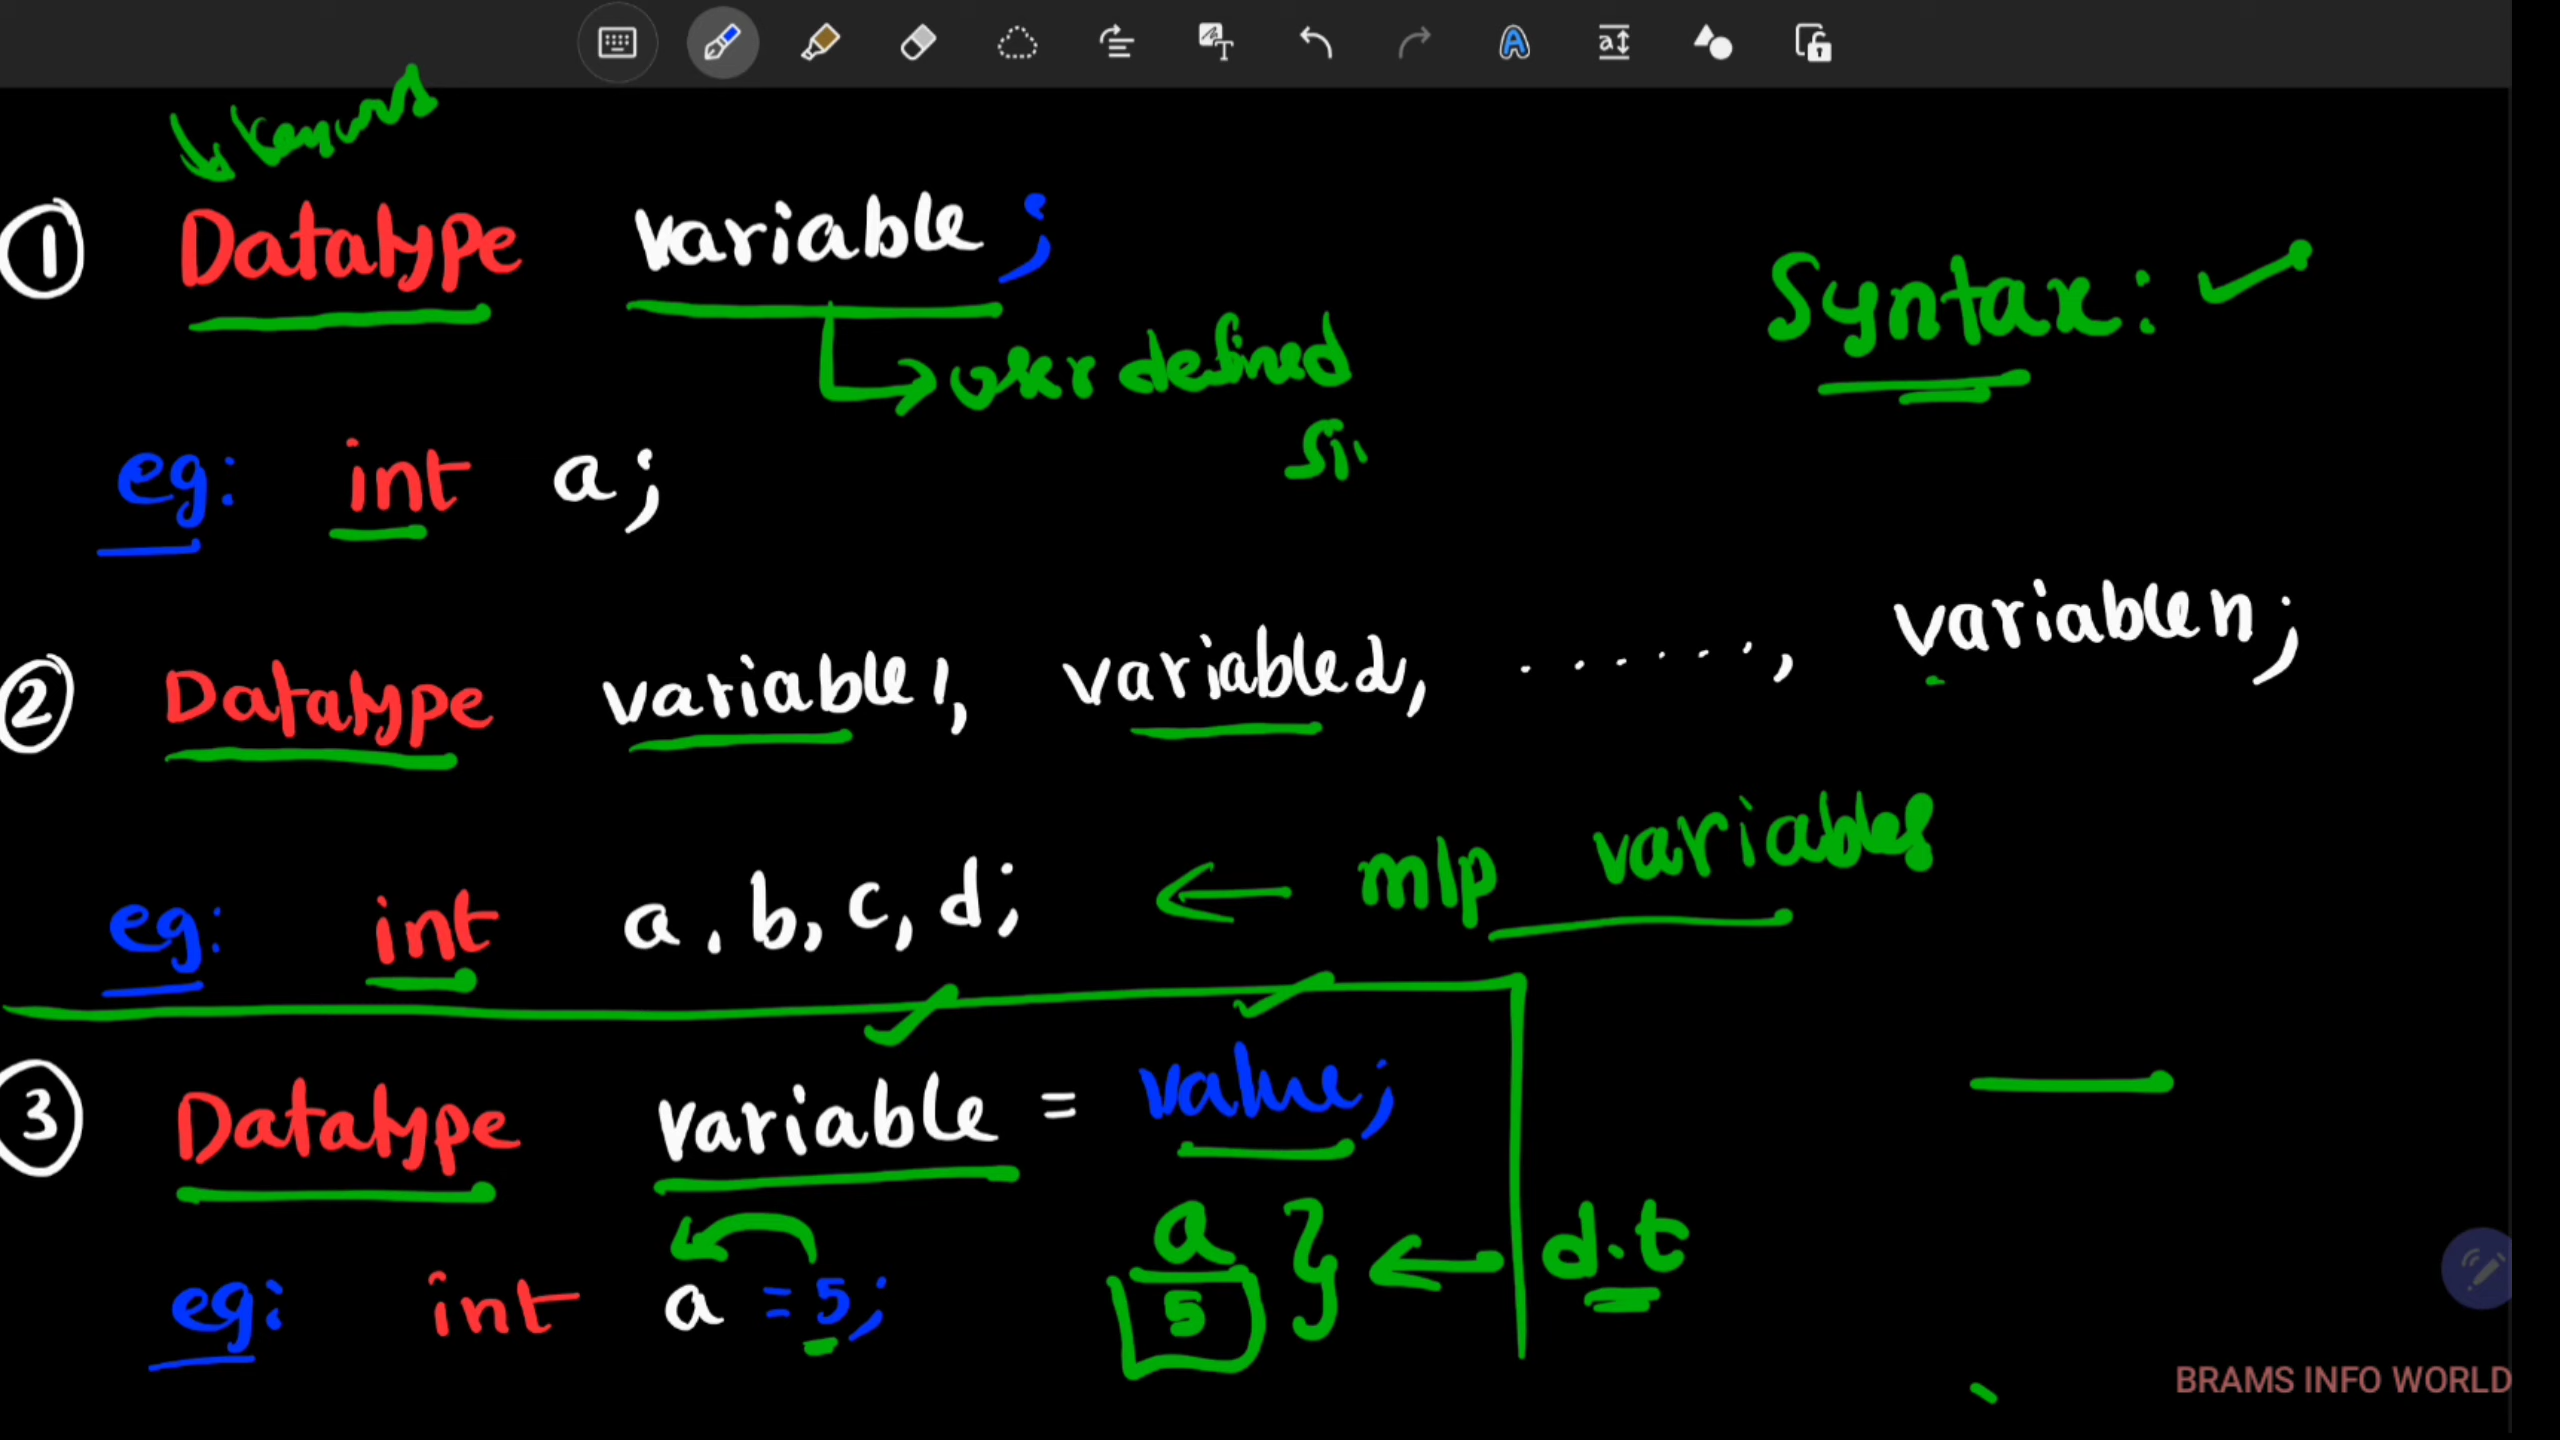 ① Datatype variable;
Syntax:
user defined
eg: int a;
② Datatype variable1, variable2, ......, variablen;
eg: int a, b, c, d; ← mlp variables
③ Datatype variable = value;
a } ← d.t
eg: int a = 5;
5
BRAMS INFO WORLD